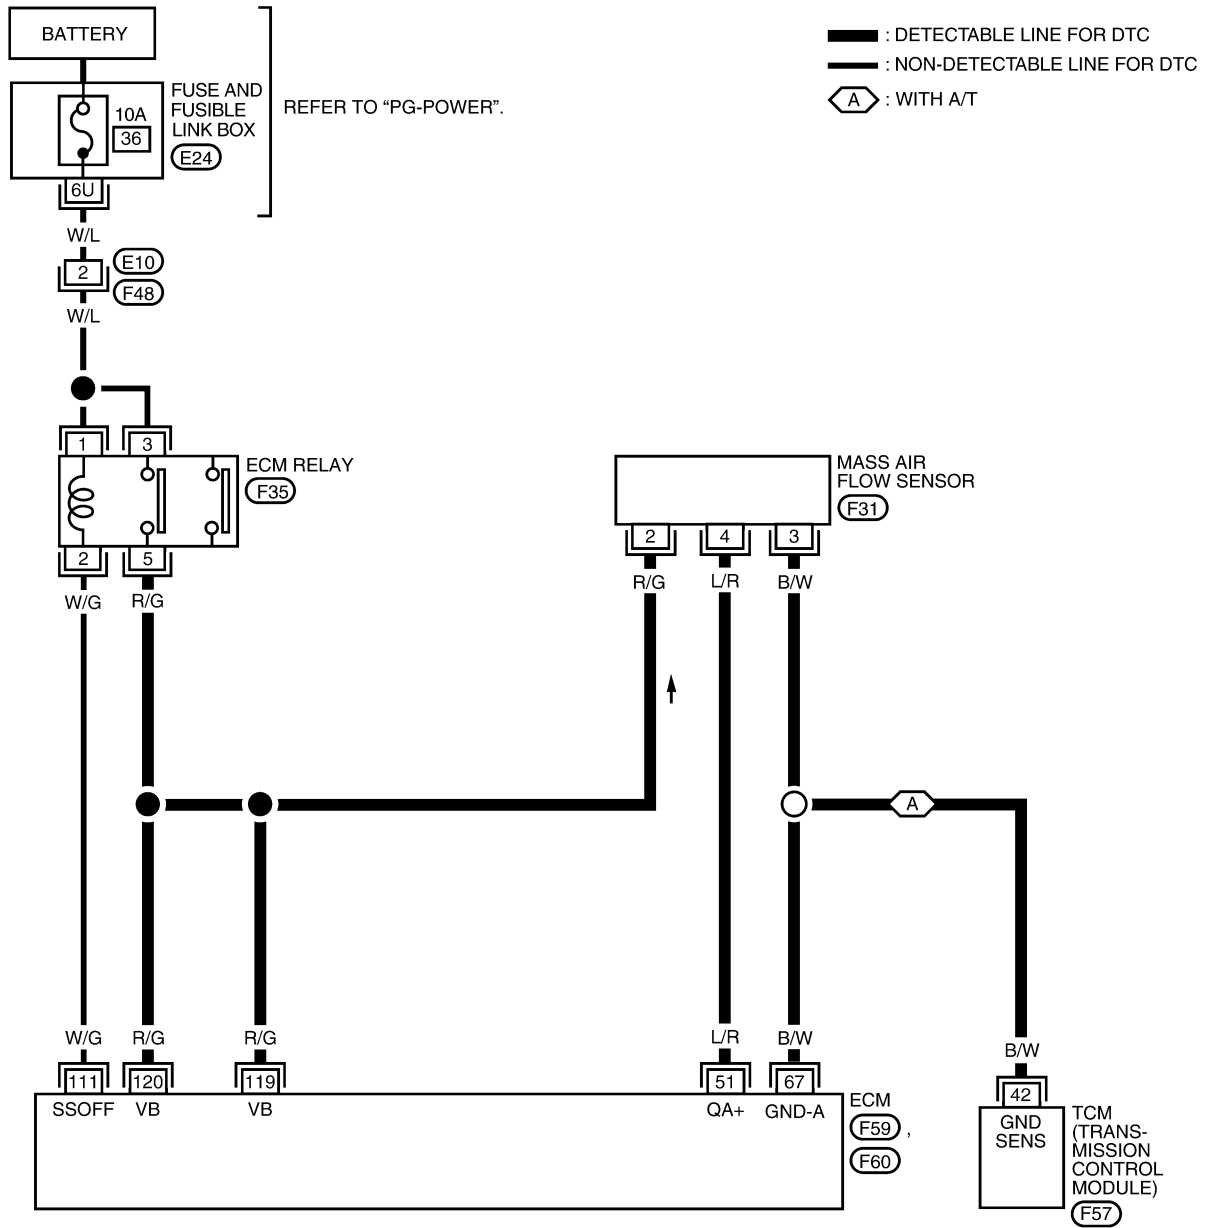 BATTERY
FUSE AND
FUSIBLE
LINK BOX
E24
10A
36
6U
REFER TO “PG-POWER”.
: DETECTABLE LINE FOR DTC
: NON-DETECTABLE LINE FOR DTC
A : WITH A/T
W/L
2
E10
F48
W/L
1 3
ECM RELAY
F35
2 5
W/G R/G
MASS AIR
FLOW SENSOR
F31
2 4 3
R/G L/R B/W
A
W/G R/G R/G L/R B/W
B/W
111 120 119 51 67
SSOFF VB VB QA+ GND-A
ECM
F59 ,
F60
42
GND
SENS
TCM
(TRANS-
MISSION
CONTROL
MODULE)
F57